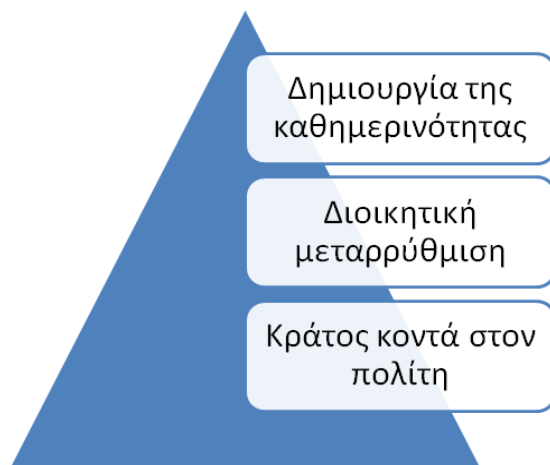 Δημιουργία της
καθημερινότητας
Διοικητική
μεταρρύθμιση
Κράτος κοντά στον
πολίτη